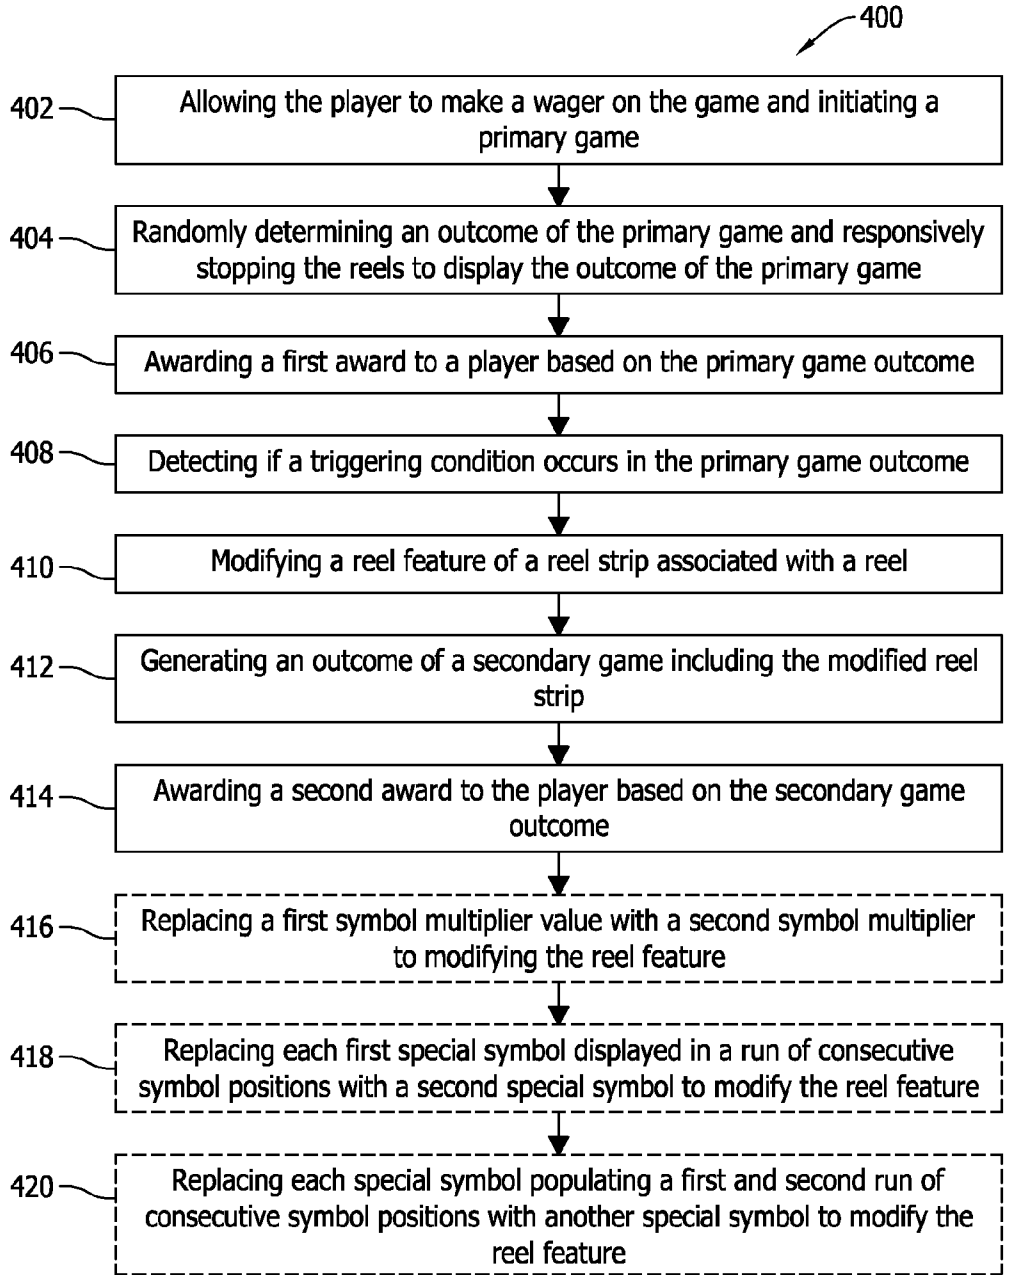 400
402
Allowing the player to make a wager on the game and initiating a
primary game
404
Randomly determining an outcome of the primary game and responsively
stopping the reels to display the outcome of the primary game
406
Awarding a first award to a player based on the primary game outcome
408
Detecting if a triggering condition occurs in the primary game outcome
410
Modifying a reel feature of a reel strip associated with a reel
412
Generating an outcome of a secondary game including the modified reel
strip
414
Awarding a second award to the player based on the secondary game
outcome
416
Replacing a first symbol multiplier value with a second symbol multiplier
to modifying the reel feature
418
Replacing each first special symbol displayed in a run of consecutive
symbol positions with a second special symbol to modify the reel feature
420
Replacing each special symbol populating a first and second run of
consecutive symbol positions with another special symbol to modify the
reel feature